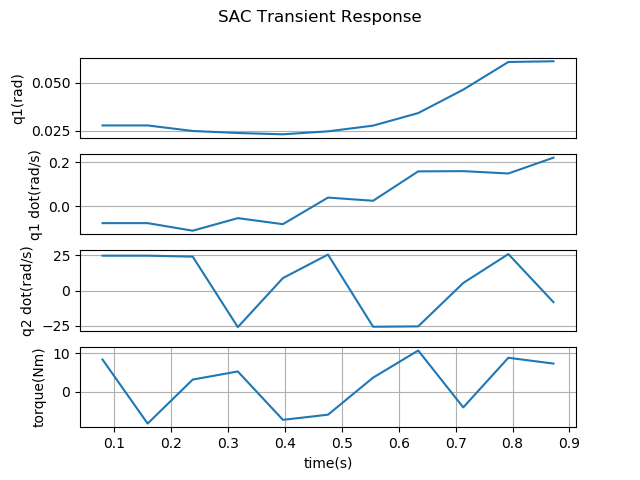 SAC Transient Response
q1(rad)
0.050
0.025
q1 dot(rad/s)
0.2
0.0
q2 dot(rad/s)
25
0
−25
torque(Nm)
10
0
0.1 0.2 0.3 0.4 0.5 0.6 0.7 0.8 0.9
time(s)